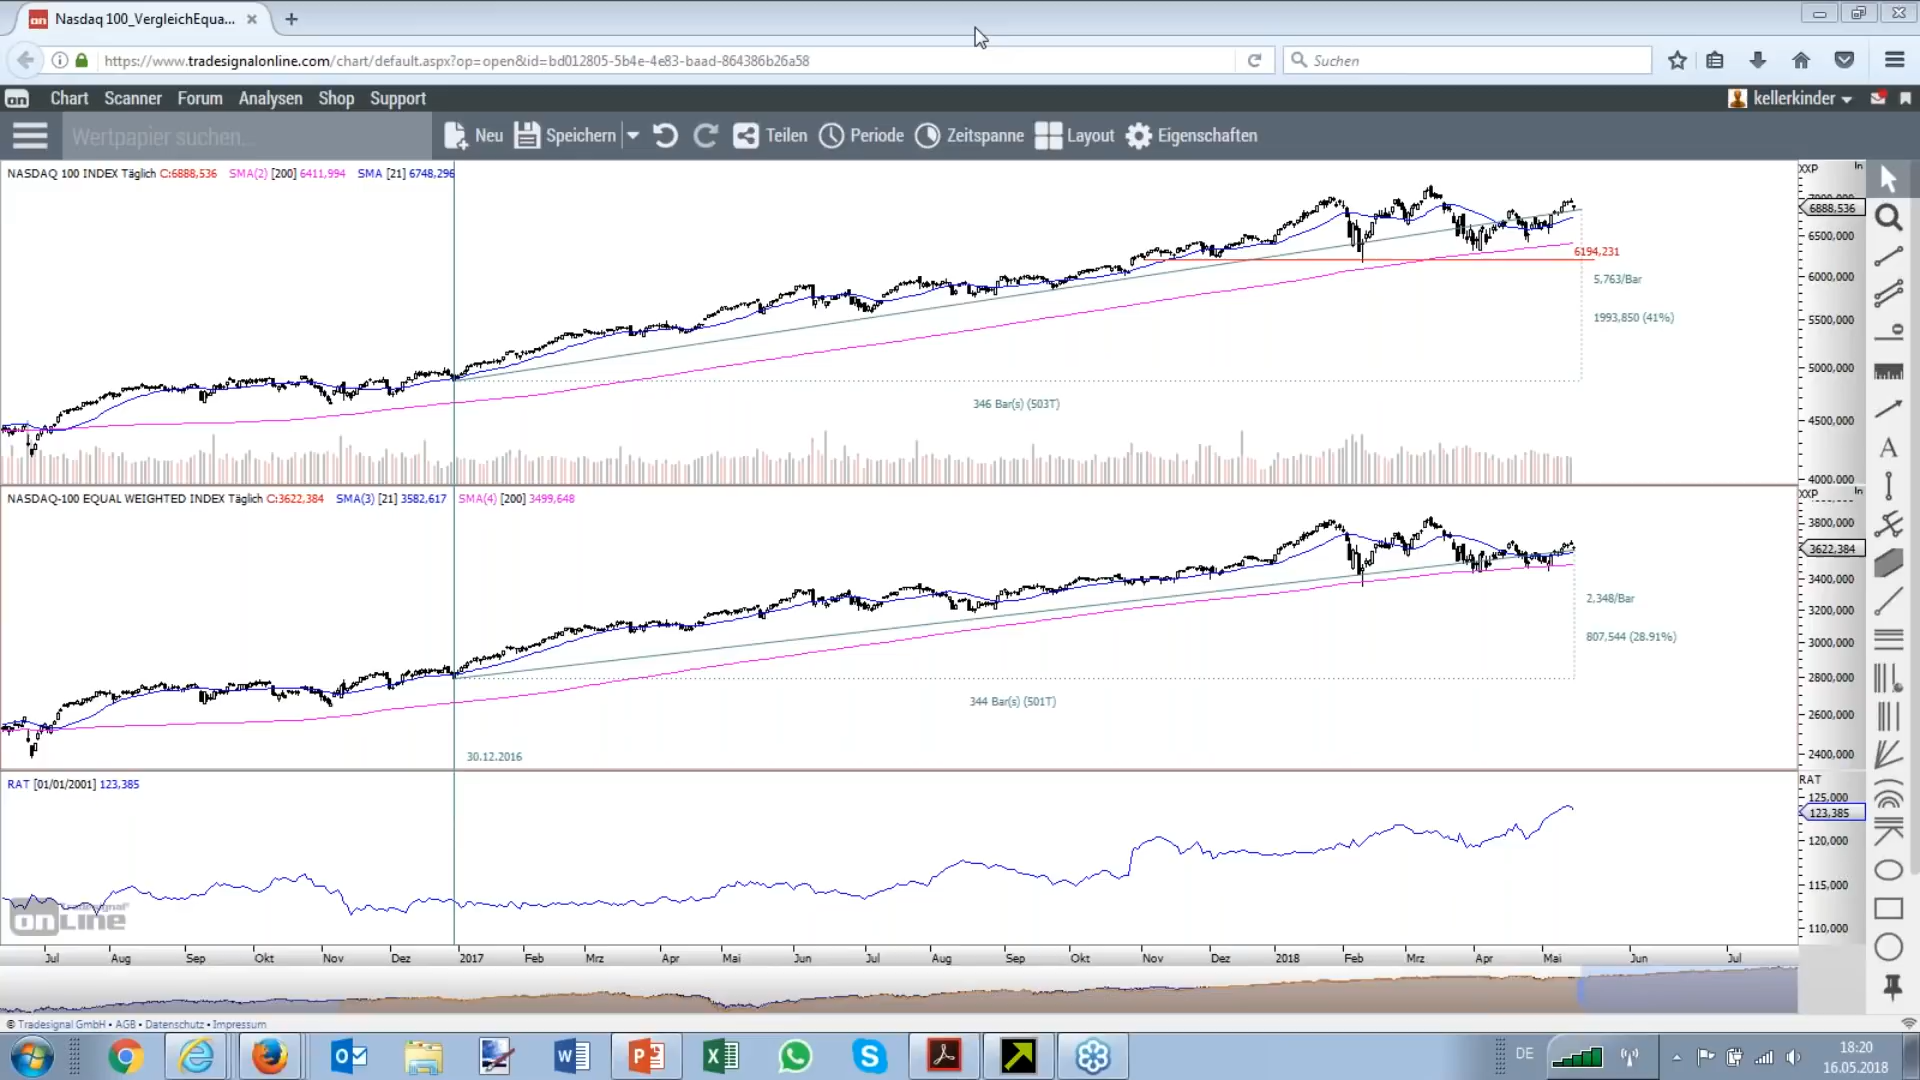 Nasdaq 100_VergleichEqua...
https://www.tradesignalonline.com/chart/default.aspx?op=open&id=bd012805-5b4e-4e83-baad-864386b26a58
Suchen
on Chart Scanner Forum Analysen Shop Support kellerkinder
Wertpapier suchen... Neu Speichern Teilen Periode Zeitspanne Layout Eigenschaften
NASDAQ 100 INDEX Täglich C:6888,536 SMA(2) [200] 6411,994 SMA [21] 6748,296
XXP ln
6888,536
6500,000
6194,231
6000,000
5,763/Bar
1993,850 (41%)
5500,000
5000,000
346 Bar(s) (503T)
4500,000
4000,000
NASDAQ-100 EQUAL WEIGHTED INDEX Täglich C:3622,384 SMA(3) [21] 3582,617 SMA(4) [200] 3499,648
XXP ln
3800,000
3622,384
3400,000
2,348/Bar
3200,000
807,544 (28.91%)
3000,000
2800,000
344 Bar(s) (501T)
2600,000
2400,000
30.12.2016
RAT [01/01/2001] 123,385
RAT
125,000
123,385
120,000
115,000
110,000
Tradesignal
onLine
Jul Aug Sep Okt Nov Dez 2017 Feb Mrz Apr Mai Jun Jul Aug Sep Okt Nov Dez 2018 Feb Mrz Apr Mai Jun Jul
© Tradesignal GmbH • AGB • Datenschutz • Impressum
DE
18:20
16.05.2018